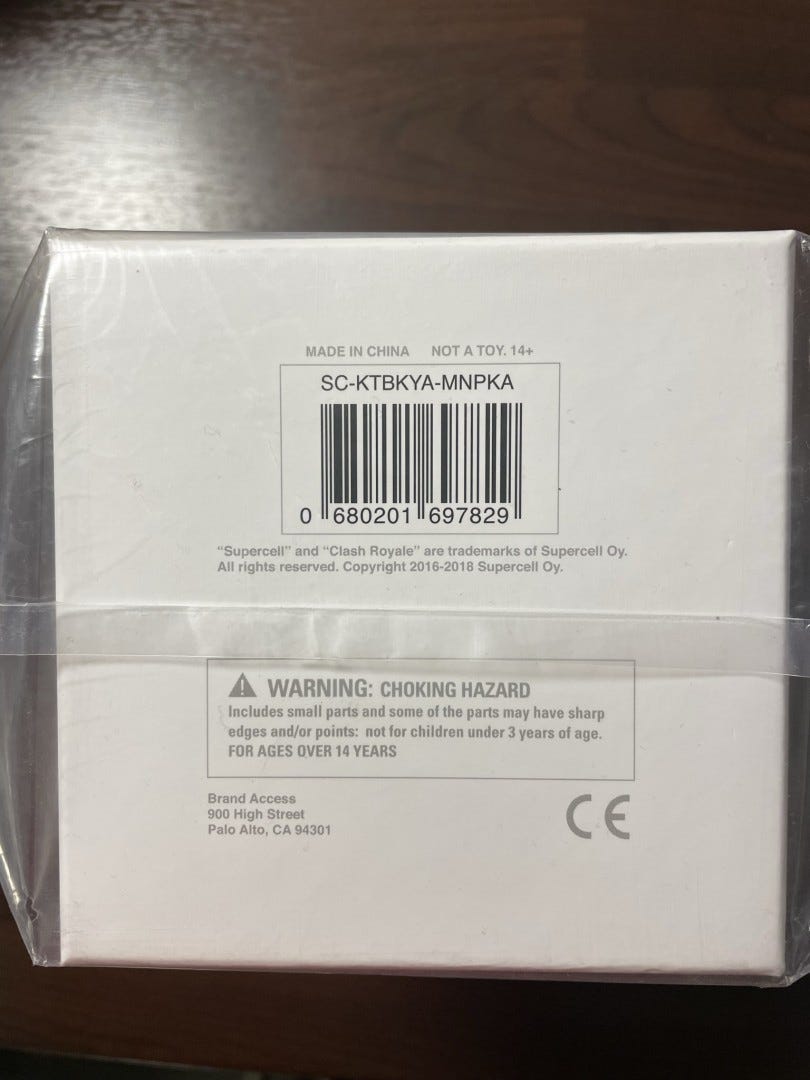 MADE IN CHINA NOT A TOY. 14+
SC-KTBKYA-MNPKA
0 680201 697829
“Supercell” and “Clash Royale” are trademarks of Supercell Oy.
All rights reserved. Copyright 2016-2018 Supercell Oy.
WARNING: CHOKING HAZARD
Includes small parts and some of the parts may have sharp
edges and/or points: not for children under 3 years of age.
FOR AGES OVER 14 YEARS
Brand Access
900 High Street
Palo Alto, CA 94301
CE